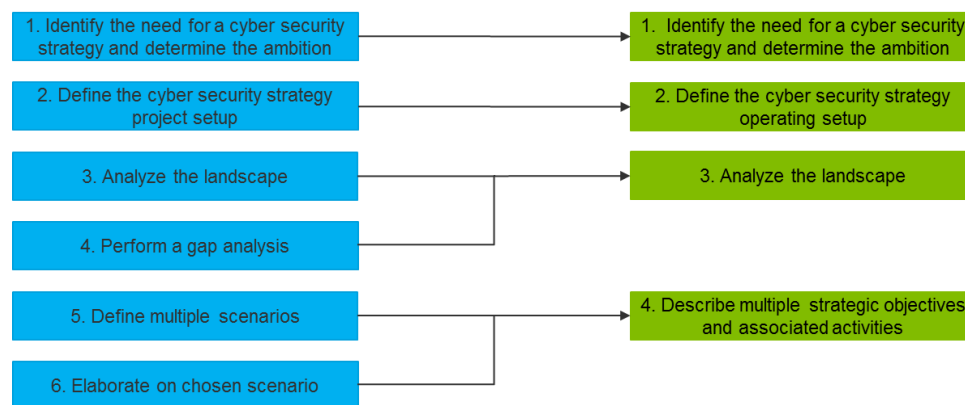 1. Identify the need for a cyber security
strategy and determine the ambition
1. Identify the need for a cyber security
strategy and determine the ambition
2. Define the cyber security strategy
project setup
2. Define the cyber security strategy
operating setup
3. Analyze the landscape
3. Analyze the landscape
4. Perform a gap analysis
5. Define multiple scenarios
4. Describe multiple strategic objectives
and associated activities
6. Elaborate on chosen scenario